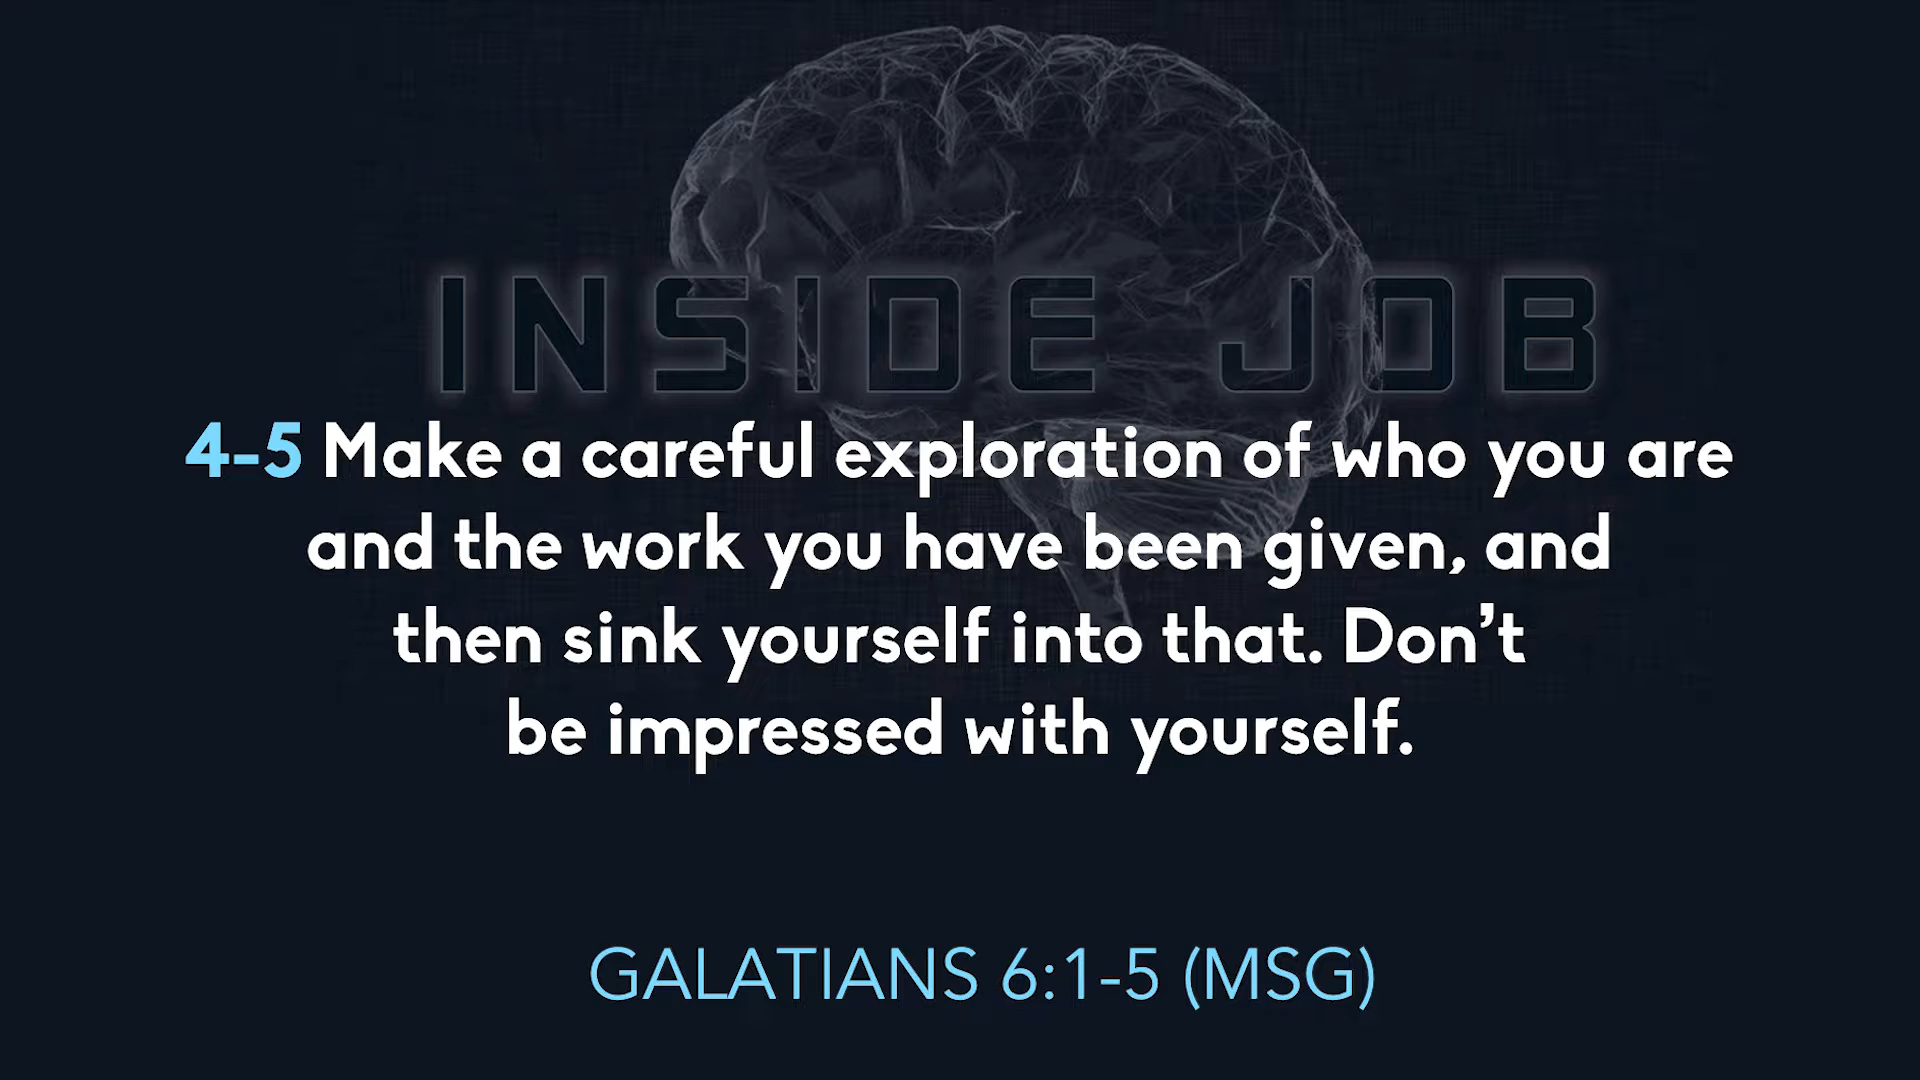 INSIDE JOB
4-5 Make a careful exploration of who you are
and the work you have been given, and
then sink yourself into that. Don’t
be impressed with yourself.
GALATIANS 6:1-5 (MSG)